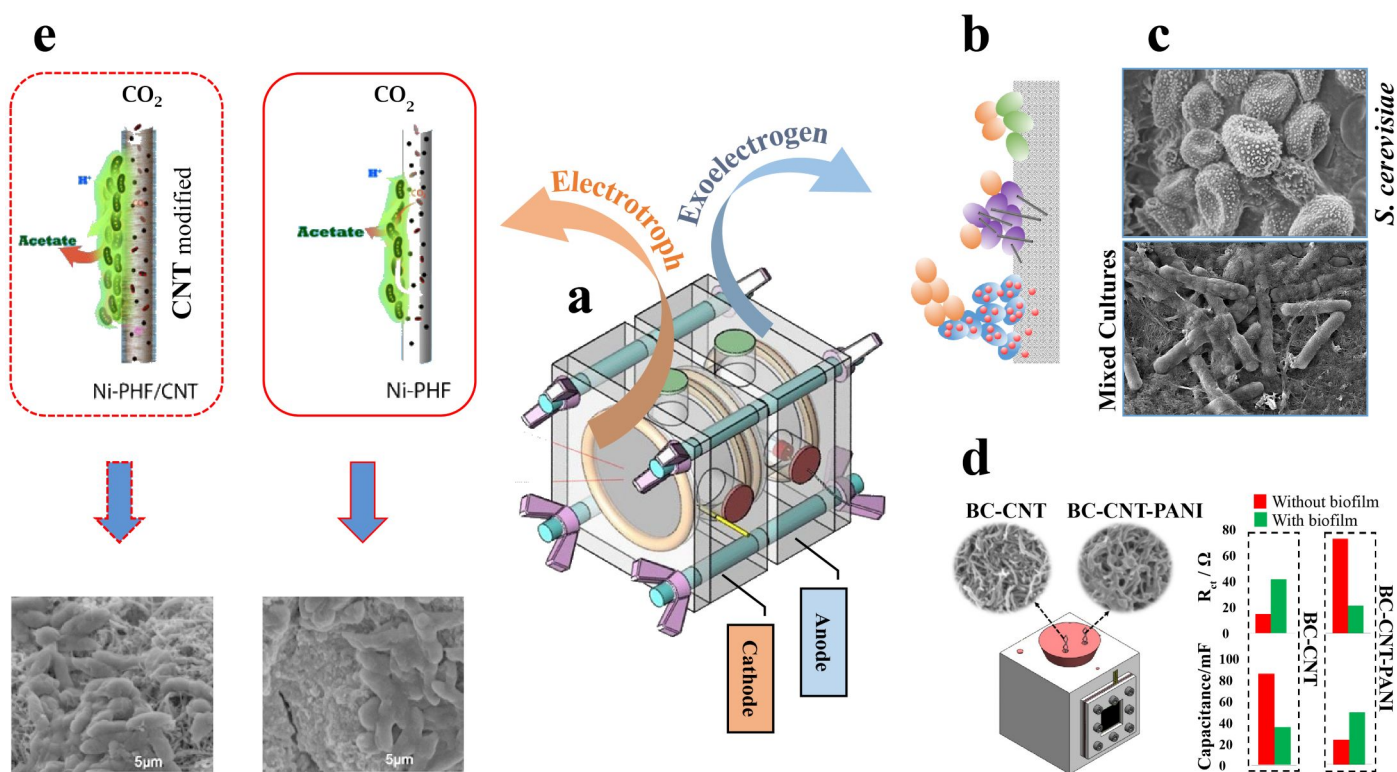 e
CO2
H+
Acetate
CNT modified
Ni-PHF/CNT
CO2
H+
Acetate
Ni-PHF
5μm
5μm
Electrotroph
Exoelectrogen
a
Cathode
Anode
b
c
S. cerevisiae
Mixed Cultures
d
BC-CNT
BC-CNT-PANI
Without biofilm
With biofilm
Rct / Ω
80
60
40
20
0
Capacitance/mF
100
80
60
40
20
0
BC-CNT
BC-CNT-PANI